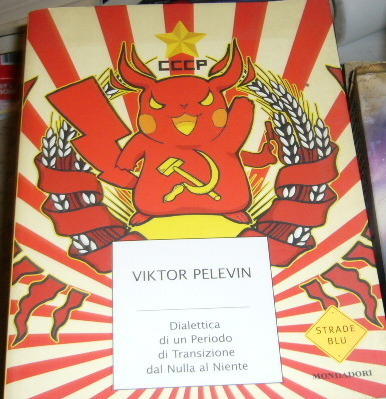 CCCP
VIKTOR PELEVIN
Dialettica
di un Periodo
di Transizione
dal Nulla al Niente
STRADE
BLU
MONDADORI